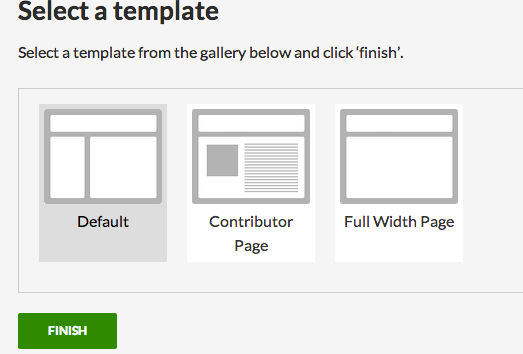 Select a template
Select a template from the gallery below and click ‘finish’.
Default
Contributor
Page
Full Width Page
FINISH